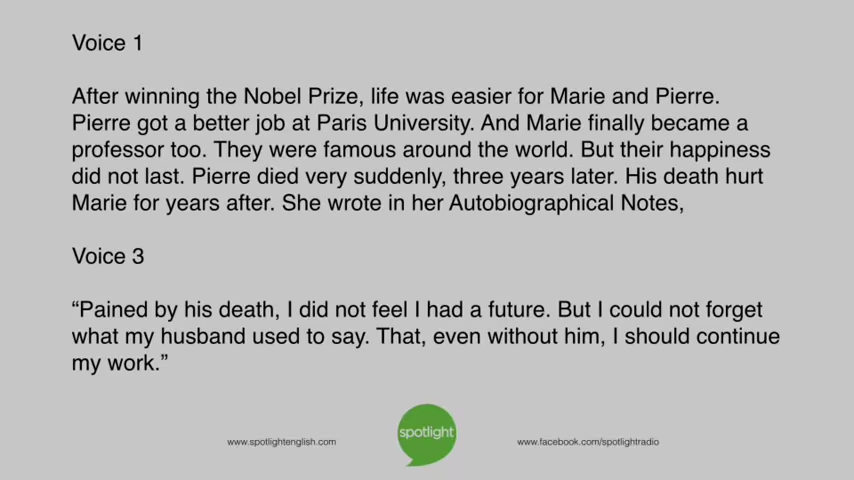 Voice 1
After winning the Nobel Prize, life was easier for Marie and Pierre.
Pierre got a better job at Paris University. And Marie finally became a
professor too. They were famous around the world. But their happiness
did not last. Pierre died very suddenly, three years later. His death hurt
Marie for years after. She wrote in her Autobiographical Notes,
Voice 3
“Pained by his death, I did not feel I had a future. But I could not forget
what my husband used to say. That, even without him, I should continue
my work.”
www.spotlightenglish.com
spotlight
www.facebook.com/spotlightradio